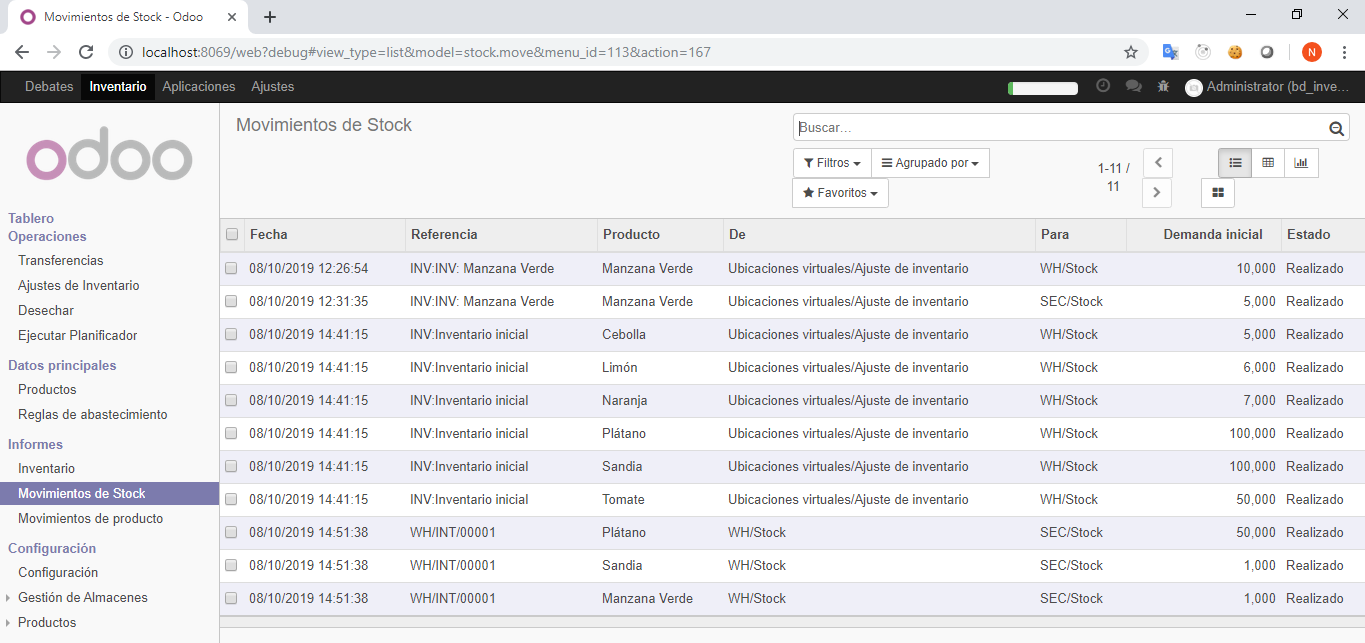 Movimientos de Stock - Odoo
localhost:8069/web?debug#view_type=list&model=stock.move&menu_id=113&action=167
N
Debates Inventario Aplicaciones Ajustes Administrator (bd_inve...
odoo
Tablero
Operaciones
Transferencias
Ajustes de Inventario
Desechar
Ejecutar Planificador
Datos principales
Productos
Reglas de abastecimiento
Informes
Inventario
Movimientos de Stock
Movimientos de producto
Configuración
Configuración
Gestión de Almacenes
Productos
Movimientos de Stock
Buscar...
Filtros Agrupado por
Favoritos
1-11 /
11
Fecha Referencia Producto De Para Demanda inicial Estado
08/10/2019 12:26:54 INV:INV: Manzana Verde Manzana Verde Ubicaciones virtuales/Ajuste de inventario WH/Stock 10,000 Realizado
08/10/2019 12:31:35 INV:INV: Manzana Verde Manzana Verde Ubicaciones virtuales/Ajuste de inventario SEC/Stock 5,000 Realizado
08/10/2019 14:41:15 INV:Inventario inicial Cebolla Ubicaciones virtuales/Ajuste de inventario WH/Stock 5,000 Realizado
08/10/2019 14:41:15 INV:Inventario inicial Limón Ubicaciones virtuales/Ajuste de inventario WH/Stock 6,000 Realizado
08/10/2019 14:41:15 INV:Inventario inicial Naranja Ubicaciones virtuales/Ajuste de inventario WH/Stock 7,000 Realizado
08/10/2019 14:41:15 INV:Inventario inicial Plátano Ubicaciones virtuales/Ajuste de inventario WH/Stock 100,000 Realizado
08/10/2019 14:41:15 INV:Inventario inicial Sandia Ubicaciones virtuales/Ajuste de inventario WH/Stock 100,000 Realizado
08/10/2019 14:41:15 INV:Inventario inicial Tomate Ubicaciones virtuales/Ajuste de inventario WH/Stock 50,000 Realizado
08/10/2019 14:51:38 WH/INT/00001 Plátano WH/Stock SEC/Stock 50,000 Realizado
08/10/2019 14:51:38 WH/INT/00001 Sandia WH/Stock SEC/Stock 1,000 Realizado
08/10/2019 14:51:38 WH/INT/00001 Manzana Verde WH/Stock SEC/Stock 1,000 Realizado